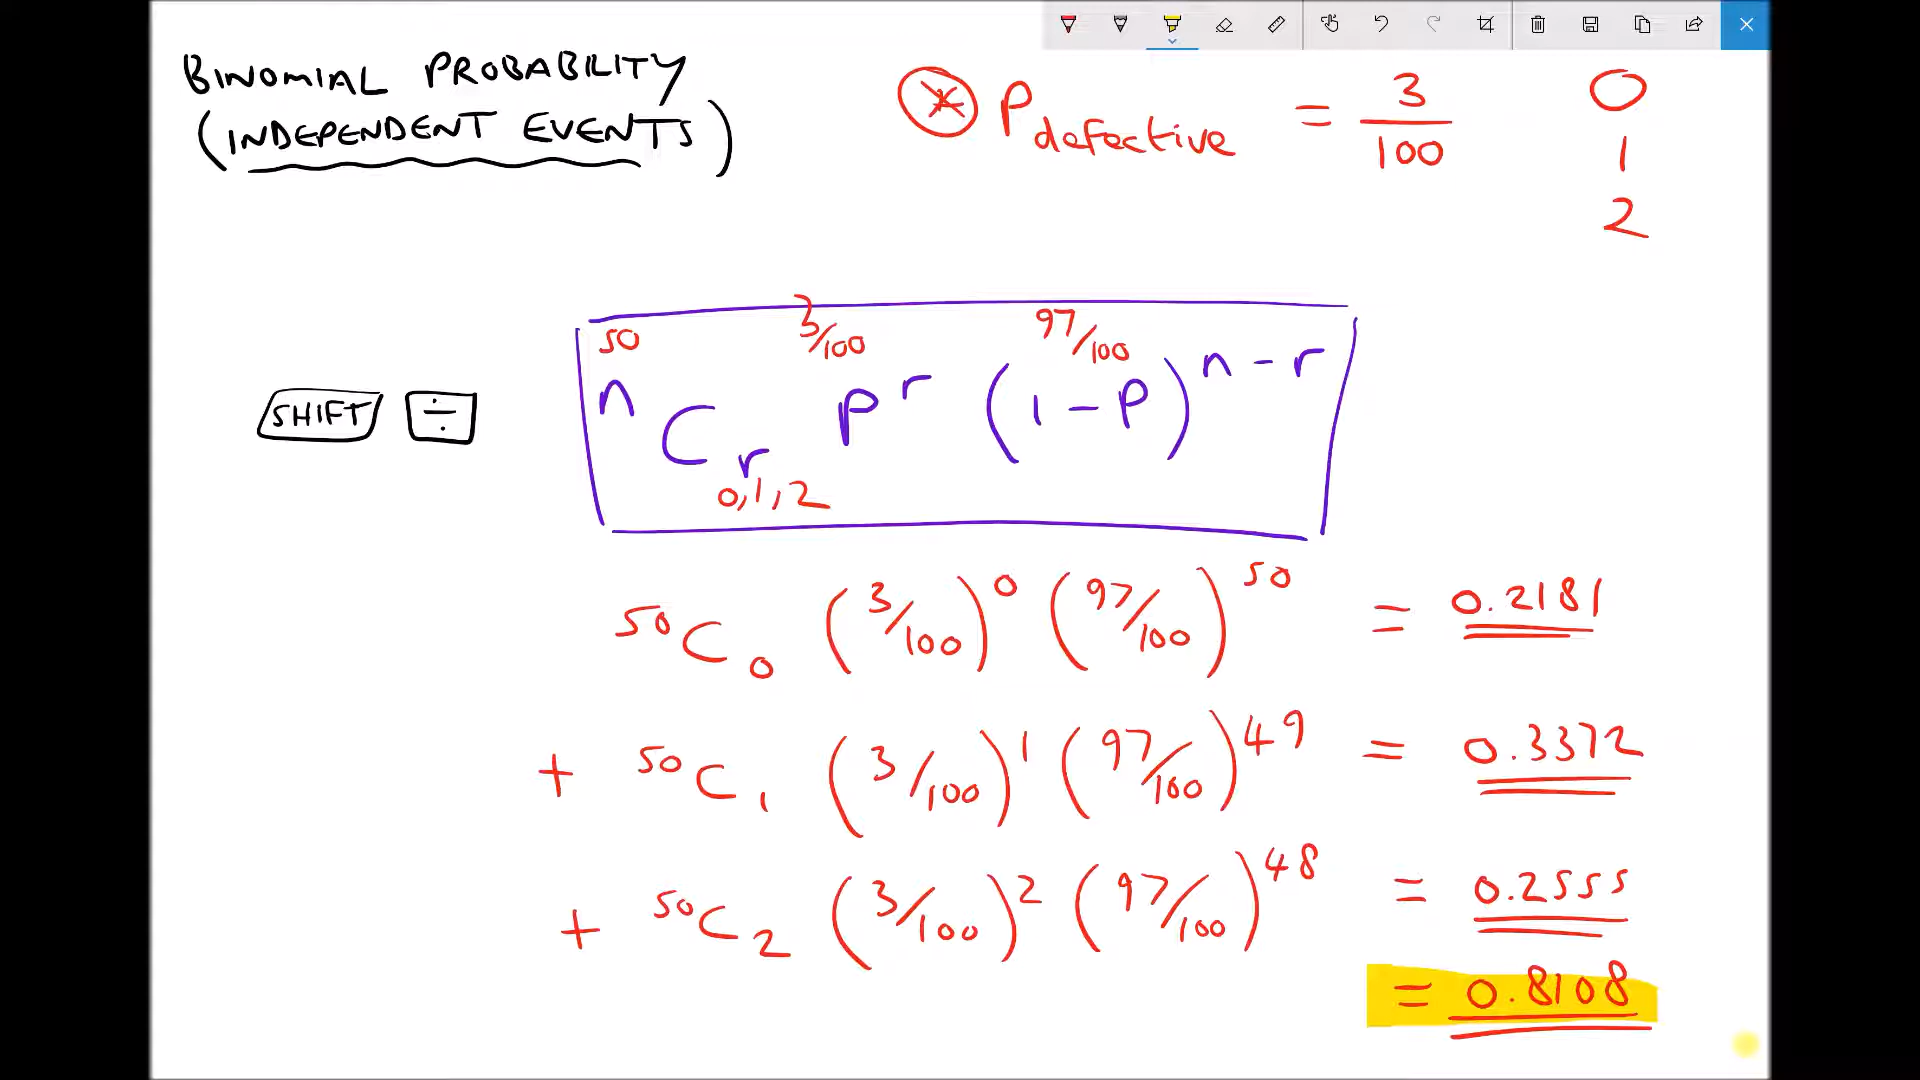 BINOMIAL PROBABILITY
(INDEPENDENT EVENTS)
* P defective = 3/100
0
1
2
SHIFT ÷
50 3/100 97/100
nCr p^r (1-p)^n-r
0,1,2
50C0 (3/100)^0 (97/100)^50 = 0.2181
+ 50C1 (3/100)^1 (97/100)^49 = 0.3372
+ 50C2 (3/100)^2 (97/100)^48 = 0.2555
= 0.8108